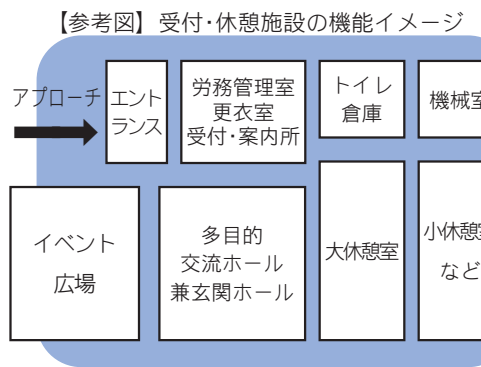 【参考図】受付・休憩施設の機能イメージ
アプローチ
エント
ランス
労務管理室
更衣室
受付・案内所
トイレ
倉庫
機械室
イベント
広場
多目的
交流ホール
兼玄関ホール
大休憩室
小休憩室
など